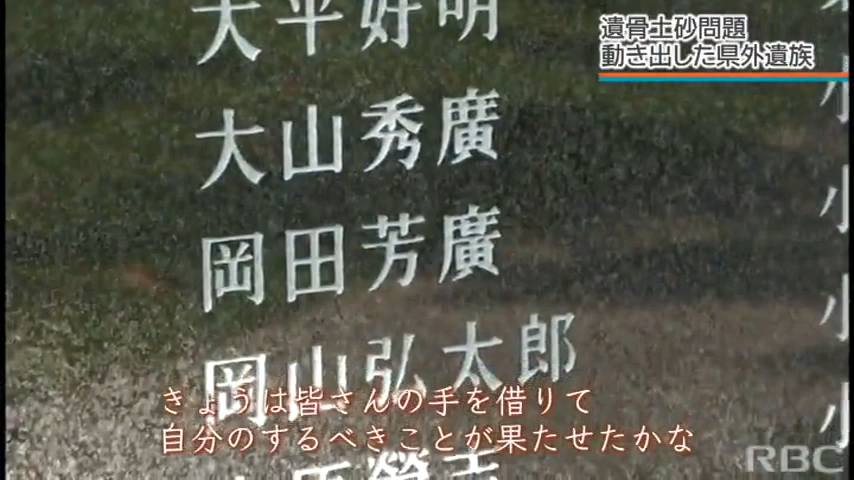 遺骨土砂問題
動き出した県外遺族
大平好明
大山秀廣
岡田芳廣
岡山弘太郎
きょうは皆さんの手を借りて
自分のするべきことが果たせたかな
RBC